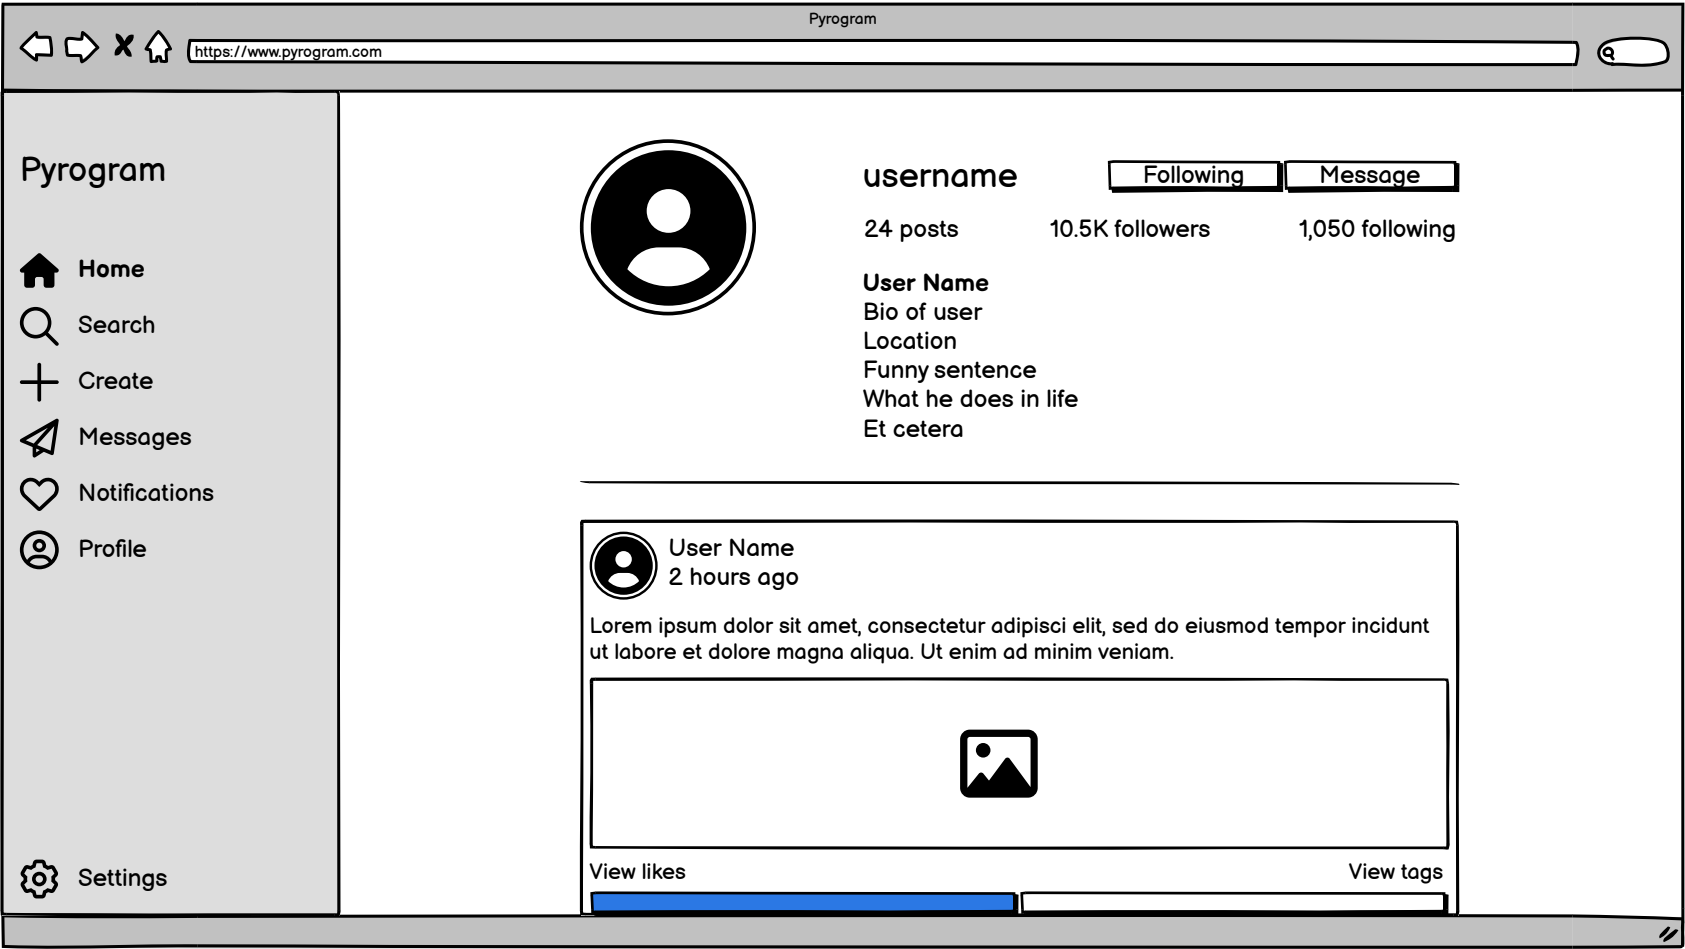 Pyrogram
https://www.pyrogram.com
Pyrogram
Home
Search
Create
Messages
Notifications
Profile
Settings
username
Following
Message
24 posts
10.5K followers
1,050 following
User Name
Bio of user
Location
Funny sentence
What he does in life
Et cetera
User Name
2 hours ago
Lorem ipsum dolor sit amet, consectetur adipisci elit, sed do eiusmod tempor incidunt
ut labore et dolore magna aliqua. Ut enim ad minim veniam.
View likes
View tags